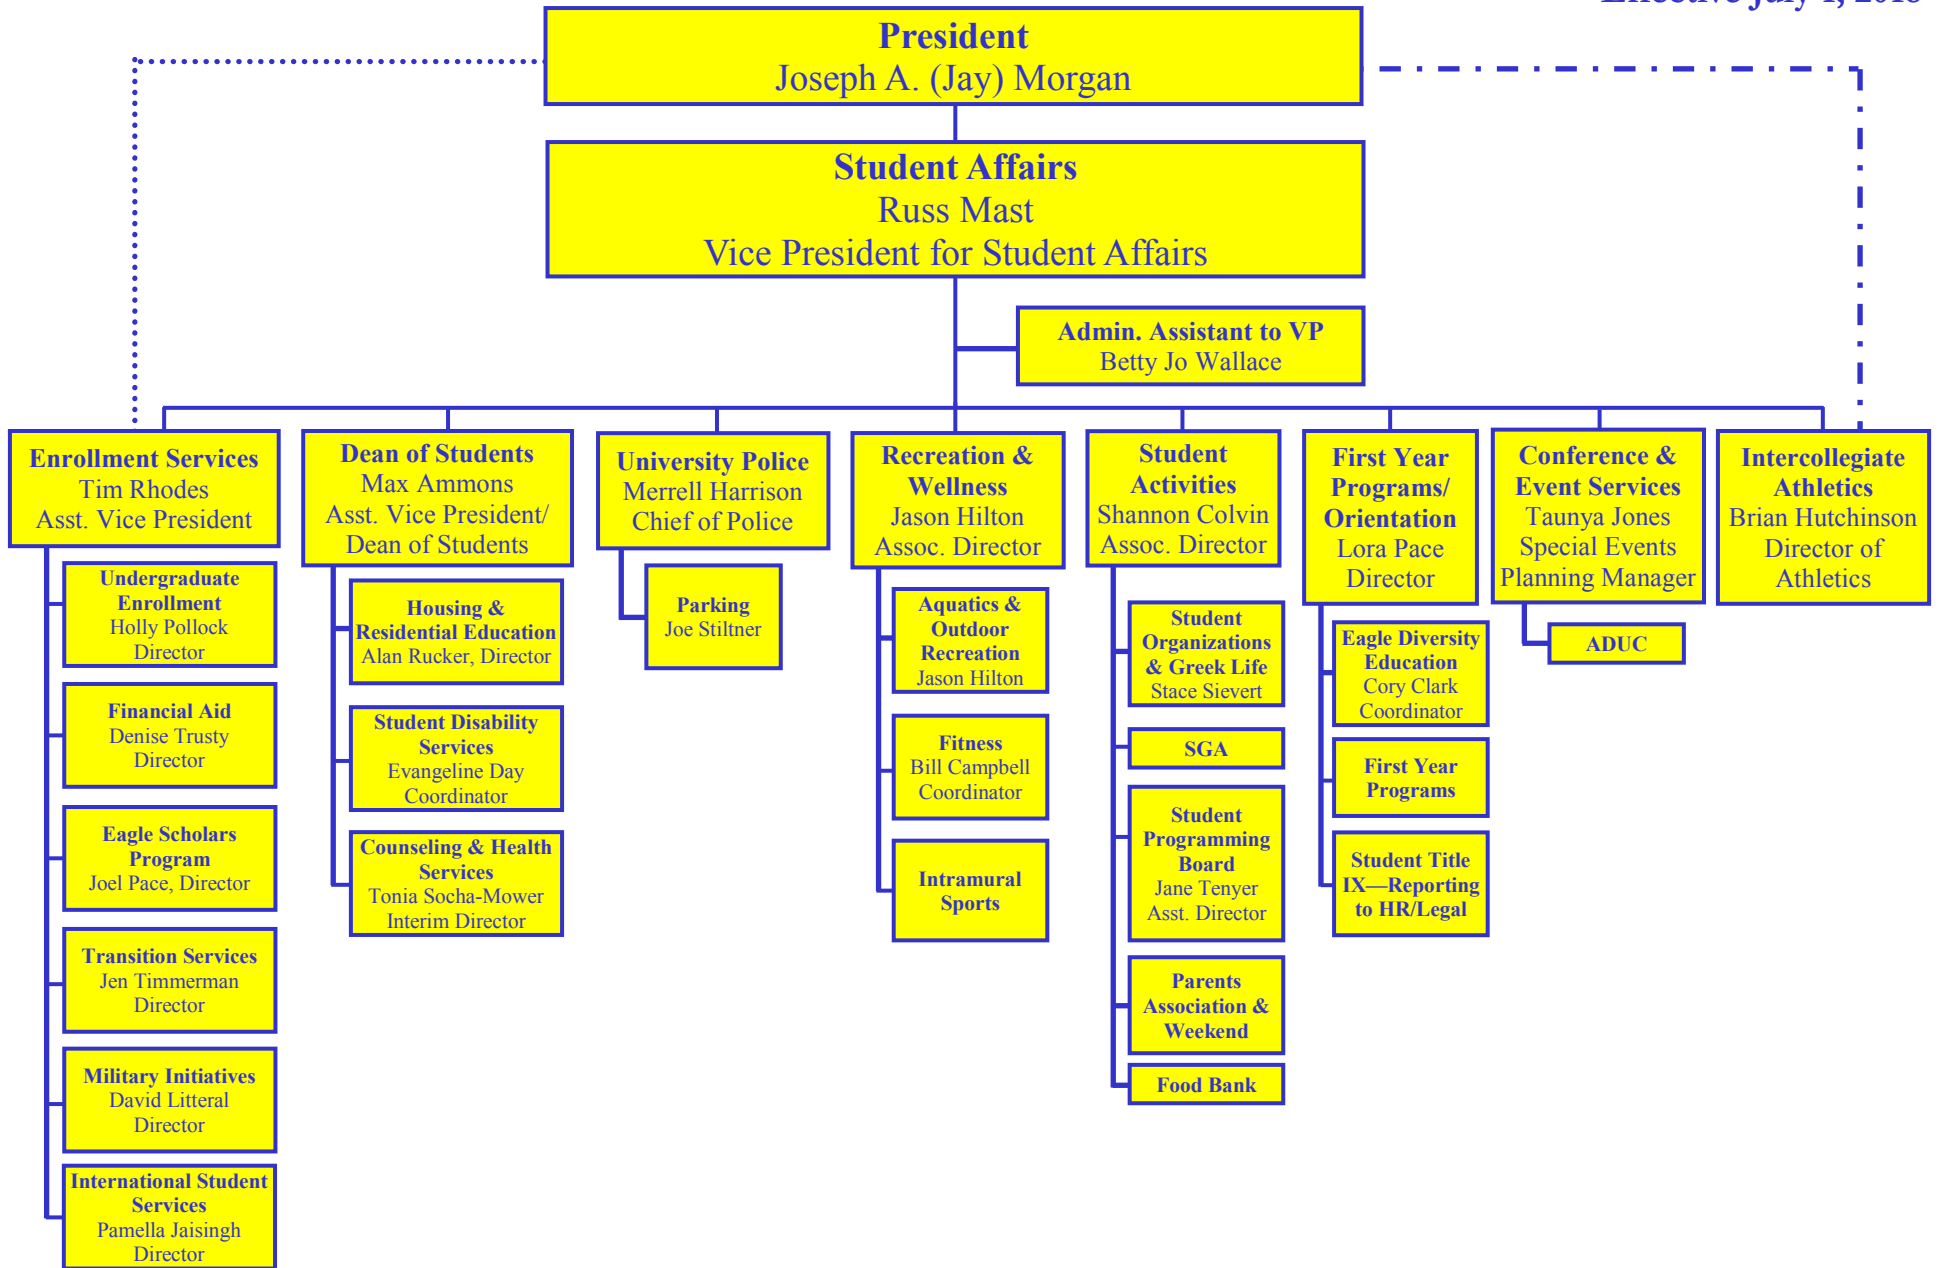 Effective July 1, 2018
President
Joseph A. (Jay) Morgan
Student Affairs
Russ Mast
Vice President for Student Affairs
Admin. Assistant to VP
Betty Jo Wallace
Enrollment Services
Tim Rhodes
Asst. Vice President
Undergraduate
Enrollment
Holly Pollock
Director
Financial Aid
Denise Trusty
Director
Eagle Scholars
Program
Joel Pace, Director
Transition Services
Jen Timmerman
Director
Military Initiatives
David Litteral
Director
International Student
Services
Pamella Jaisingh
Director
Dean of Students
Max Ammons
Asst. Vice President/
Dean of Students
Housing &
Residential Education
Alan Rucker, Director
Student Disability
Services
Evangeline Day
Coordinator
Counseling & Health
Services
Tonia Socha-Mower
Interim Director
University Police
Merrell Harrison
Chief of Police
Parking
Joe Stiltner
Recreation &
Wellness
Jason Hilton
Assoc. Director
Aquatics &
Outdoor
Recreation
Jason Hilton
Fitness
Bill Campbell
Coordinator
Intramural
Sports
Student
Activities
Shannon Colvin
Assoc. Director
Student
Organizations
& Greek Life
Stace Sievert
SGA
Student
Programming
Board
Jane Tenyer
Asst. Director
Parents
Association &
Weekend
Food Bank
First Year
Programs/
Orientation
Lora Pace
Director
Eagle Diversity
Education
Cory Clark
Coordinator
First Year
Programs
Student Title
IX—Reporting
to HR/Legal
Conference &
Event Services
Taunya Jones
Special Events
Planning Manager
ADUC
Intercollegiate
Athletics
Brian Hutchinson
Director of
Athletics